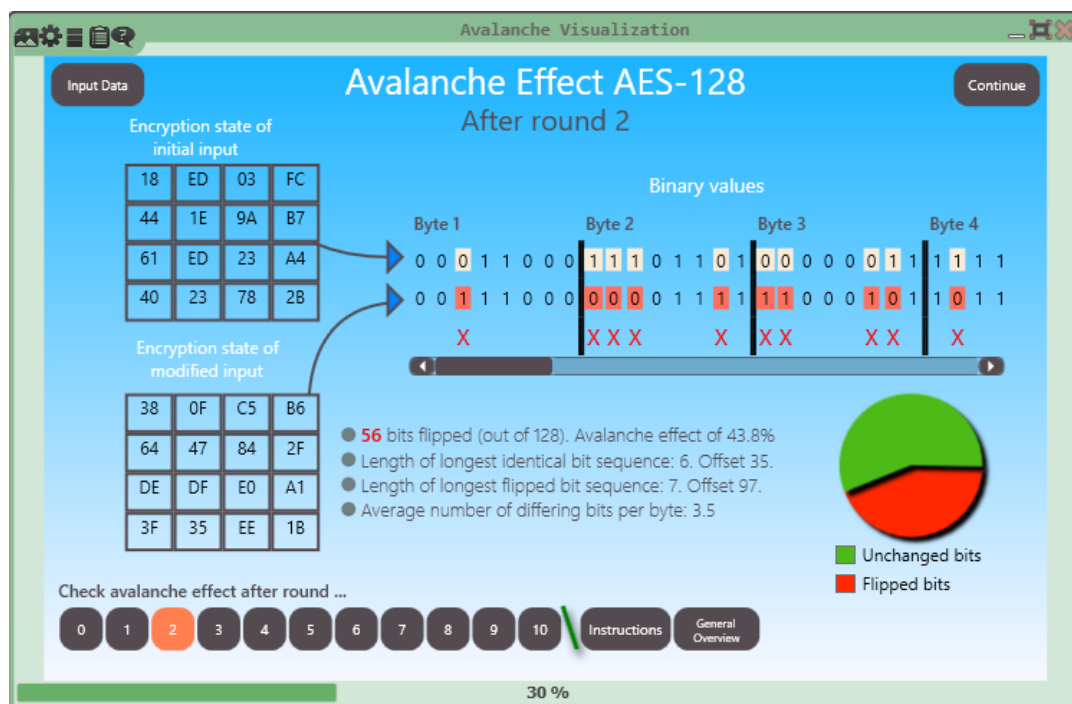 Avalanche Visualization
Input Data
Avalanche Effect AES-128
Continue
After round 2
Encryption state of
initial input
18 ED 03 FC
44 1E 9A B7
61 ED 23 A4
40 23 78 2B
Binary values
Byte 1 Byte 2 Byte 3 Byte 4
0 0 0 1 1 0 0 0 1 1 1 0 1 1 0 1 0 0 0 0 0 0 1 1 1 1 1 1
0 0 1 1 1 0 0 0 0 0 0 0 1 1 1 1 1 1 0 0 0 1 0 1 1 0 1 1
X X X X X X X X X X
Encryption state of
modified input
38 0F C5 B6
64 47 84 2F
DE DF E0 A1
3F 35 EE 1B
56 bits flipped (out of 128). Avalanche effect of 43.8%
Length of longest identical bit sequence: 6. Offset 35.
Length of longest flipped bit sequence: 7. Offset 97.
Average number of differing bits per byte: 3.5
Unchanged bits
Flipped bits
Check avalanche effect after round ...
0 1 2 3 4 5 6 7 8 9 10 Instructions General
Overview
30 %